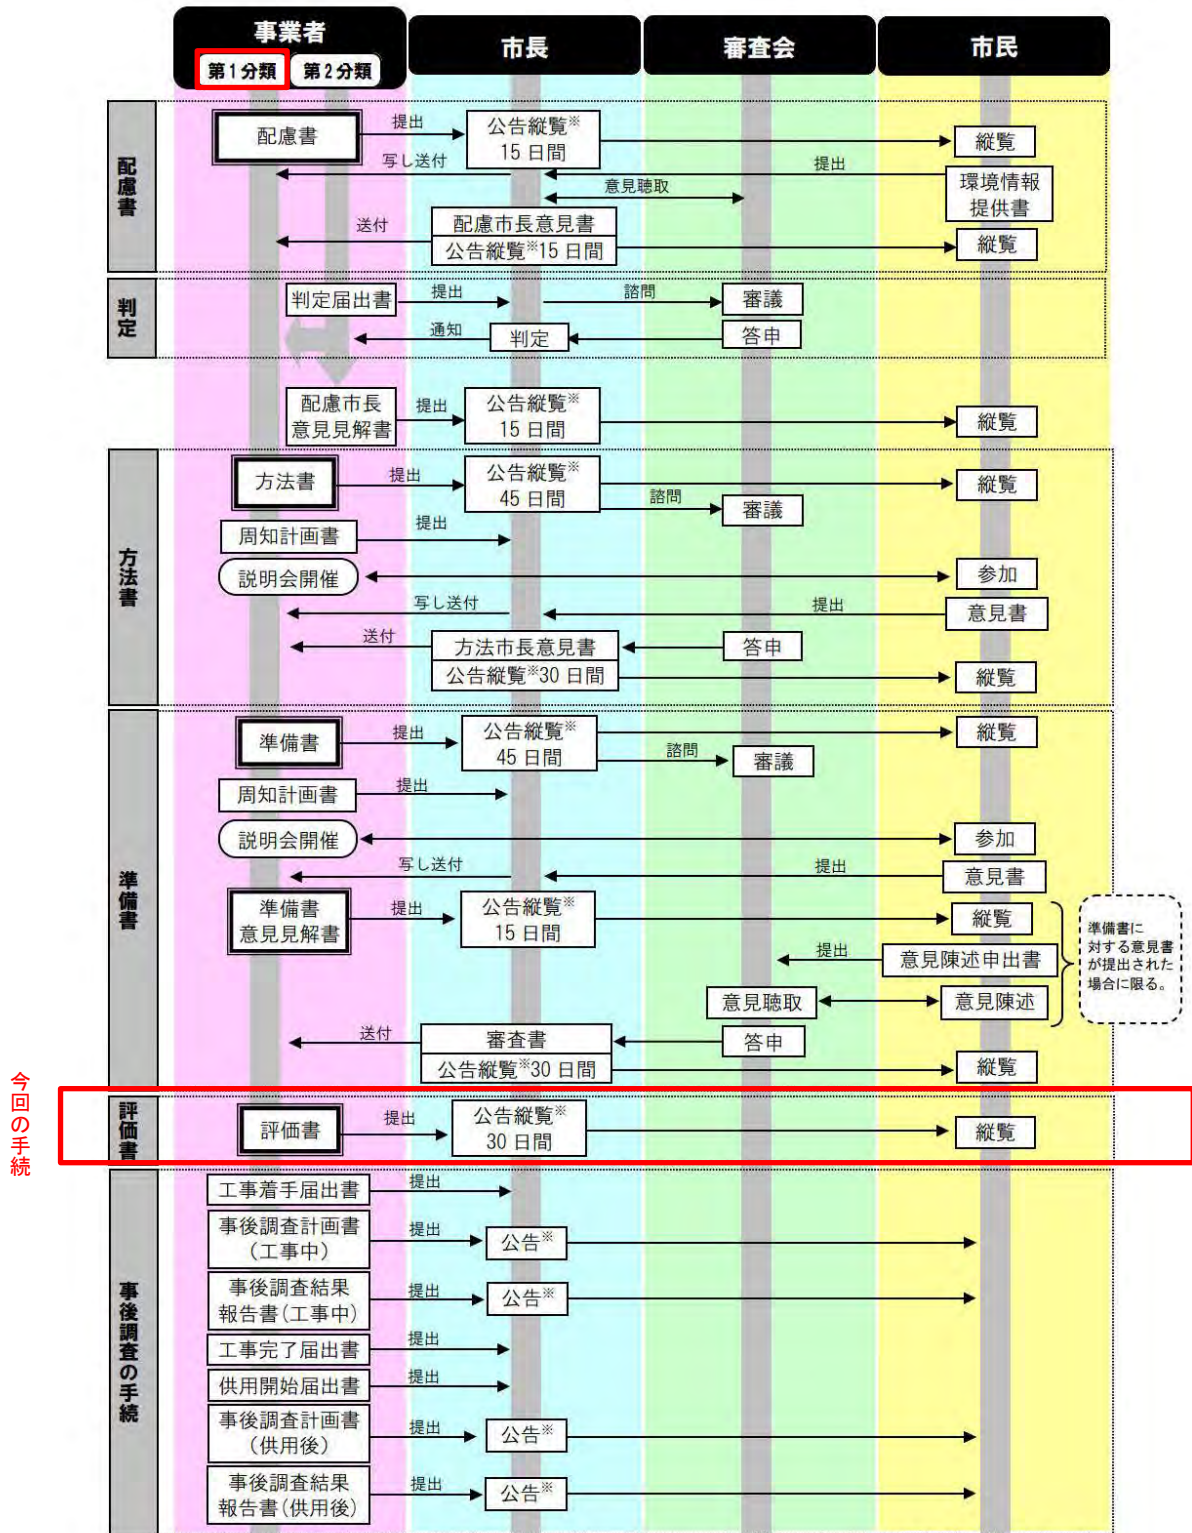 事業者
第1分類
第2分類
市長
審査会
市民
配慮書
配慮書
提出
公告縦覧※
15日間
縦覧
写し送付
提出
環境情報
提供書
意見聴取
送付
配慮市長意見書
公告縦覧※15日間
縦覧
判定
判定届出書
提出
諮問
審議
通知
判定
答申
配慮市長
意見見解書
提出
公告縦覧※
15日間
縦覧
方法書
方法書
提出
公告縦覧※
45日間
縦覧
諮問
審議
周知計画書
提出
説明会開催
参加
写し送付
提出
意見書
送付
方法市長意見書
答申
公告縦覧※30日間
縦覧
準備書
準備書
提出
公告縦覧※
45日間
縦覧
諮問
審議
周知計画書
提出
説明会開催
参加
写し送付
提出
意見書
準備書
意見見解書
提出
公告縦覧※
15日間
縦覧
提出
意見陳述申出書
意見聴取
意見陳述
準備書に
対する意見書
が提出された
場合に限る。
送付
審査書
答申
公告縦覧※30日間
縦覧
今回の手続
評価書
評価書
提出
公告縦覧※
30日間
縦覧
事後調査の手続
工事着手届出書
提出
事後調査計画書
(工事中)
提出
公告※
事後調査結果
報告書(工事中)
提出
公告※
工事完了届出書
提出
供用開始届出書
提出
事後調査計画書
(供用後)
提出
公告※
事後調査結果
報告書(供用後)
提出
公告※